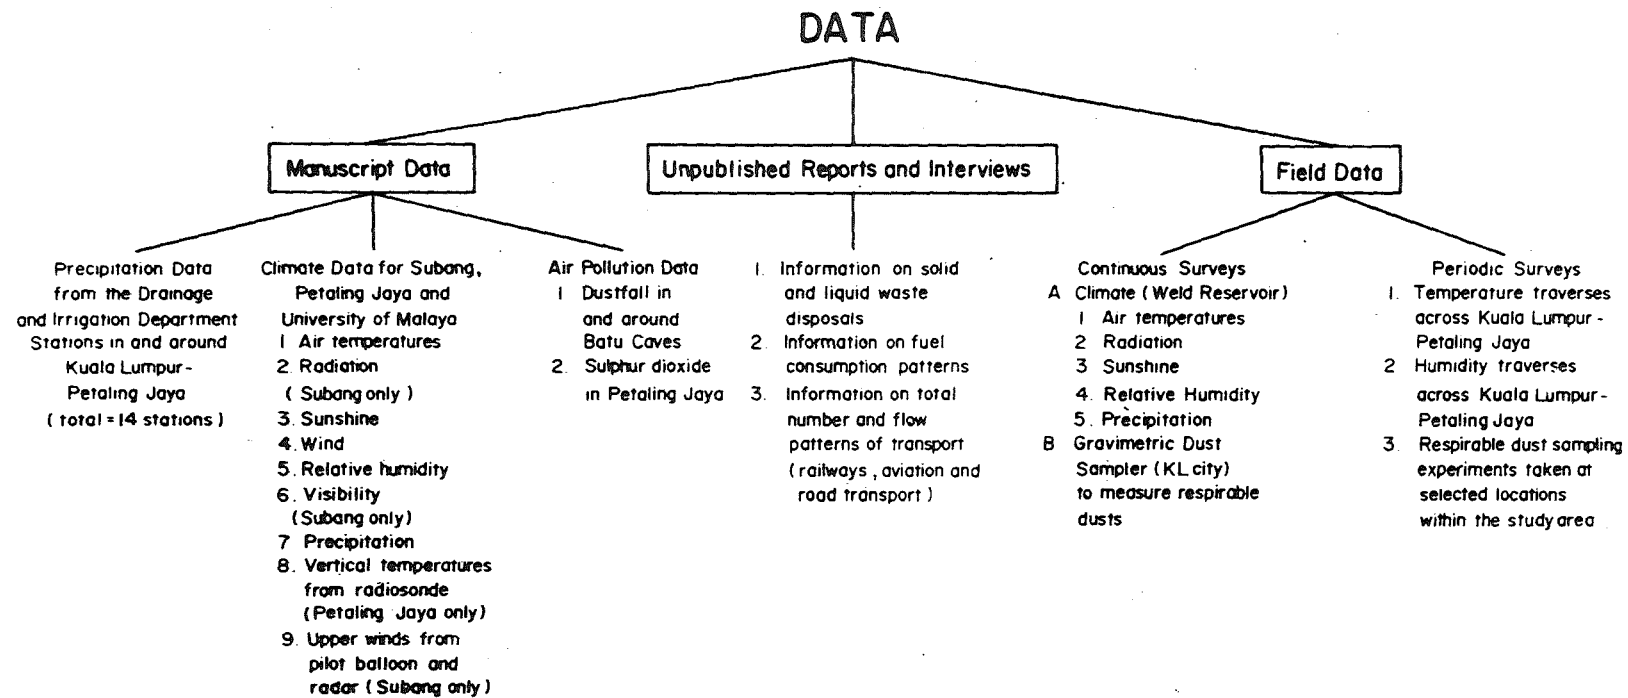 DATA
Manuscript Data
Unpublished Reports and Interviews
Field Data
Precipitation Data
from the Drainage
and Irrigation Department
Stations in and around
Kuala Lumpur-
Petaling Jaya
( total = 14 stations )
Climate Data for Subang,
Petaling Jaya and
University of Malaya
1 Air temperatures
2. Radiation
( Subang only )
3. Sunshine
4. Wind
5. Relative humidity
6. Visibility
(Subang only)
7 Precipitation
8. Vertical temperatures
from radiosonde
(Petaling Jaya only)
9. Upper winds from
pilot balloon and
radar ( Subang only )
Air Pollution Data
1 Dustfall in
and around
Batu Caves
2. Sulphur dioxide
in Petaling Jaya
1. Information on solid
and liquid waste
disposals
2. Information on fuel
consumption patterns
3. Information on total
number and flow
patterns of transport
( railways , aviation and
road transport )
Continuous Surveys
A Climate ( Weld Reservoir )
1 Air temperatures
2 Radiation
3 Sunshine
4. Relative Humidity
5. Precipitation
B Gravimetric Dust
Sampler ( KL city )
to measure respirable
dusts
Periodic Surveys
1. Temperature traverses
across Kuala Lumpur -
Petaling Jaya
2 Humidity traverses
across Kuala Lumpur-
Petaling Jaya
3. Respirable dust sampling
experiments taken at
selected locations
within the study area